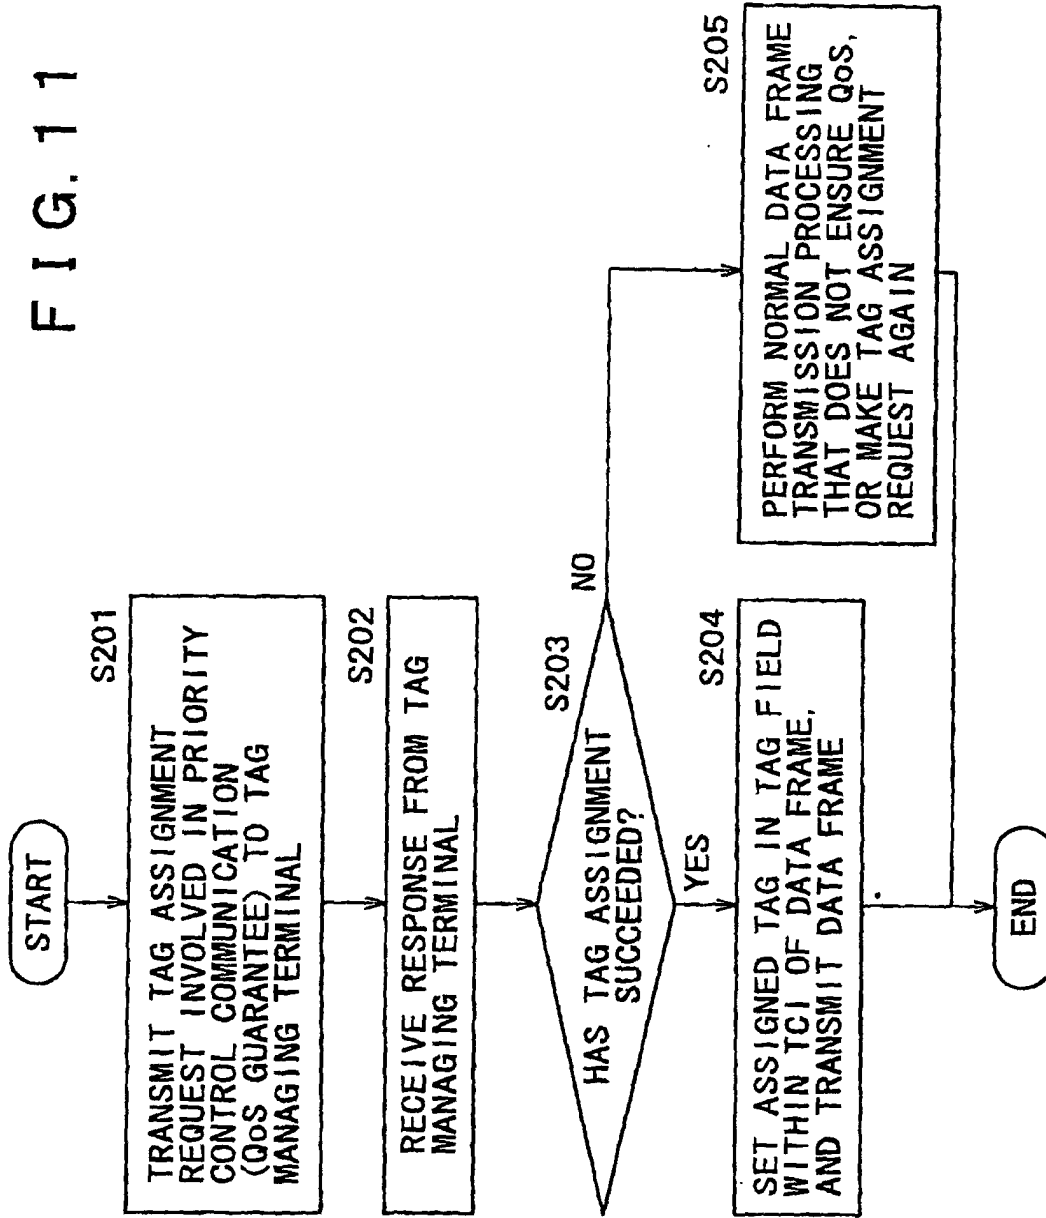 FIG. 11
START
S201
TRANSMIT TAG ASSIGNMENT
REQUEST INVOLVED IN PRIORITY
CONTROL COMMUNICATION
(QoS GUARANTEE) TO TAG
MANAGING TERMINAL
S202
RECEIVE RESPONSE FROM TAG
MANAGING TERMINAL
S203
HAS TAG ASSIGNMENT
SUCCEEDED?
NO
YES
S204
SET ASSIGNED TAG IN TAG FIELD
WITHIN TCI OF DATA FRAME,
AND TRANSMIT DATA FRAME
S205
PERFORM NORMAL DATA FRAME
TRANSMISSION PROCESSING
THAT DOES NOT ENSURE QoS,
OR MAKE TAG ASSIGNMENT
REQUEST AGAIN
END